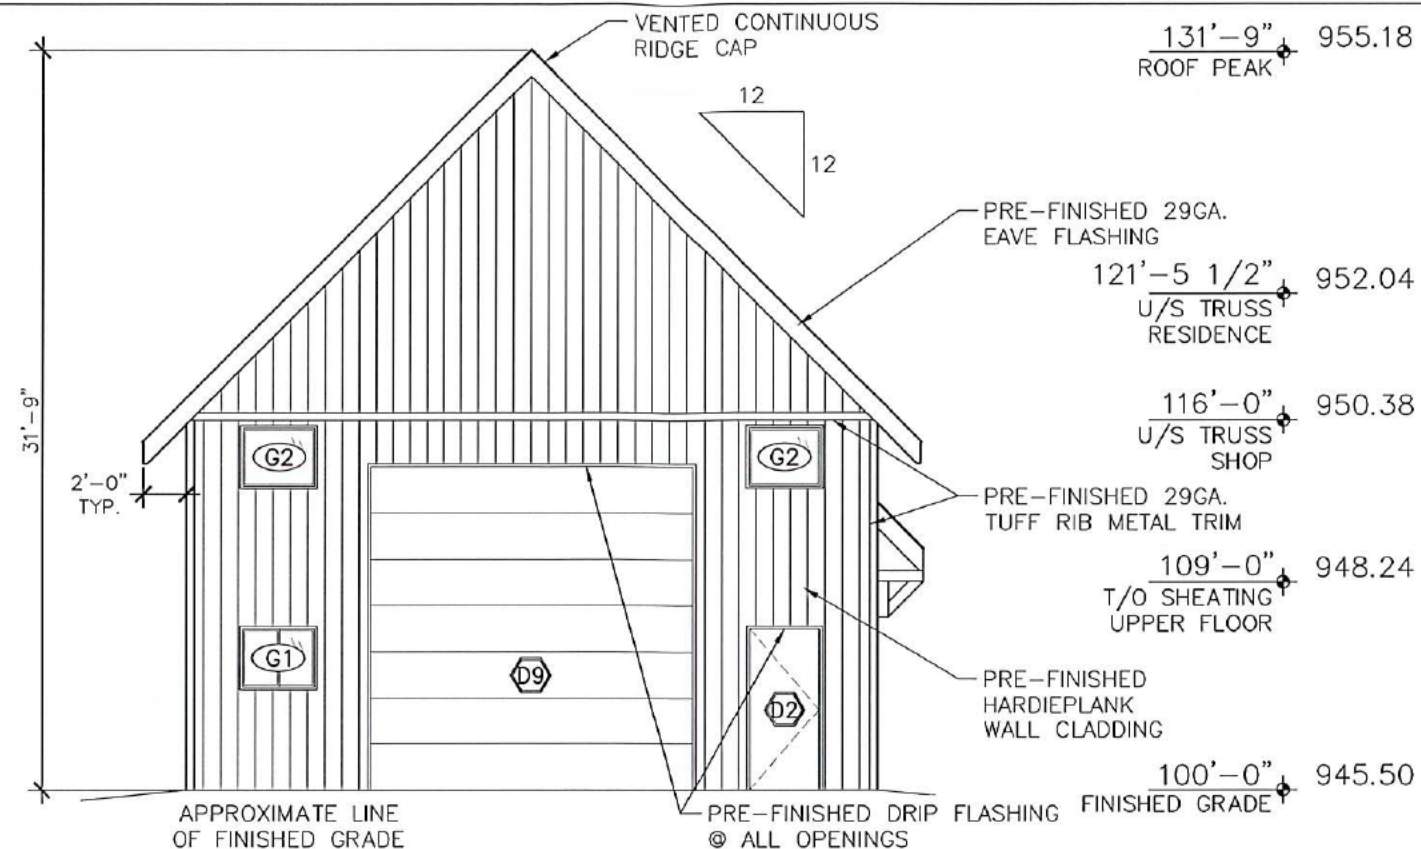 VENTED CONTINUOUS
RIDGE CAP
131'-9" 955.18
ROOF PEAK
12
12
PRE-FINISHED 29GA.
EAVE FLASHING
121'-5 1/2" 952.04
U/S TRUSS
RESIDENCE
31'-9"
116'-0" 950.38
U/S TRUSS
SHOP
G2
G2
2'-0"
TYP.
PRE-FINISHED 29GA.
TUFF RIB METAL TRIM
109'-0" 948.24
T/O SHEATING
UPPER FLOOR
G1
D9
D2
PRE-FINISHED
HARDIEPLANK
WALL CLADDING
100'-0" 945.50
FINISHED GRADE
APPROXIMATE LINE
OF FINISHED GRADE
PRE-FINISHED DRIP FLASHING
@ ALL OPENINGS